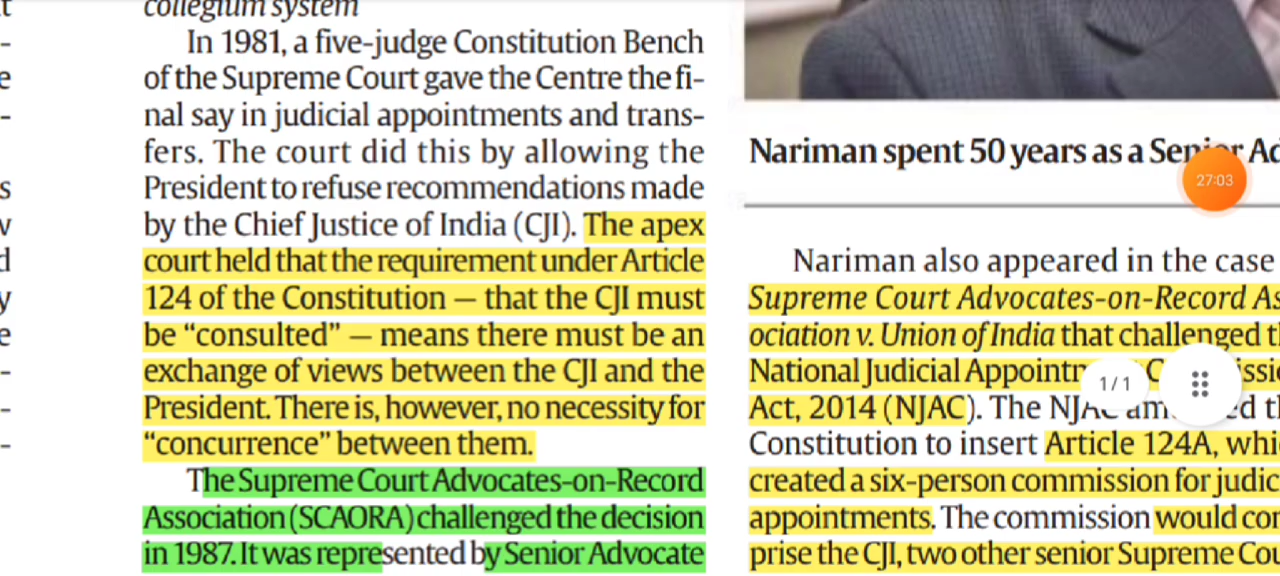 collegium system
In 1981, a five-judge Constitution Bench
of the Supreme Court gave the Centre the fi-
nal say in judicial appointments and trans-
fers. The court did this by allowing the
President to refuse recommendations made
by the Chief Justice of India (CJI). The apex
court held that the requirement under Article
124 of the Constitution — that the CJI must
be “consulted” — means there must be an
exchange of views between the CJI and the
President. There is, however, no necessity for
“concurrence” between them.
The Supreme Court Advocates-on-Record
Association (SCAORA) challenged the decision
in 1987. It was represented by Senior Advocate
Nariman spent 50 years as a Senior Ad
27:03
Nariman also appeared in the case
Supreme Court Advocates-on-Record As
ociation v. Union of India that challenged t
National Judicial
1/1
Act, 2014 (NJAC). The NJAC
Constitution to insert Article 124A, whi
created a six-person commission for judic
appointments. The commission would com
prise the CJI, two other senior Supreme Cou